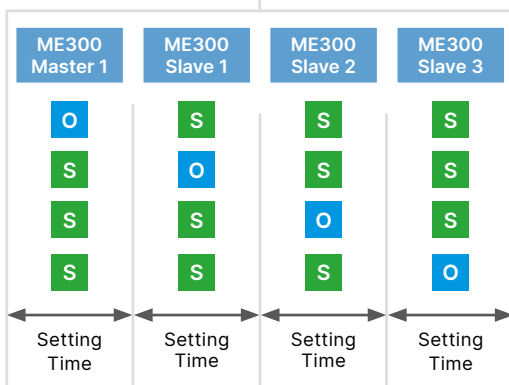 ME300 ME300 ME300 ME300
Master 1 Slave 1 Slave 2 Slave 3
O S S S
S O S S
S S O S
S S S O
Setting Setting Setting Setting
Time Time Time Time